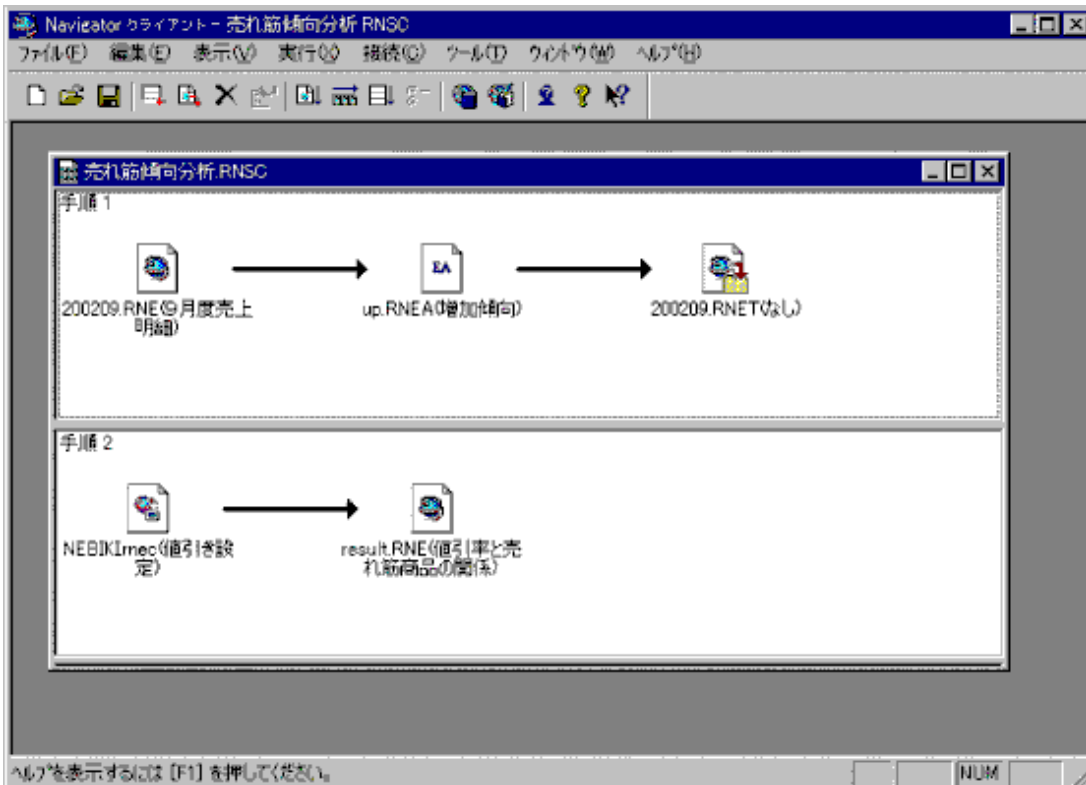 Navigator クライアント - 売れ筋傾向分析.RNSC
ファイル(F) 編集(E) 表示(V) 実行(X) 接続(C) ツール(T) ウィンドウ(W) ヘルプ(H)
売れ筋傾向分析.RNSC
手順 1
EA
200209.RNE(9月度売上
明細)
up.RNEA(増加傾向)
200209.RNET(なし)
手順 2
NEBIKI.rnec(値引き設
定)
result.RNE(値引率と売
れ筋商品の関係)
ヘルプを表示するには [F1] を押してください。
NUM